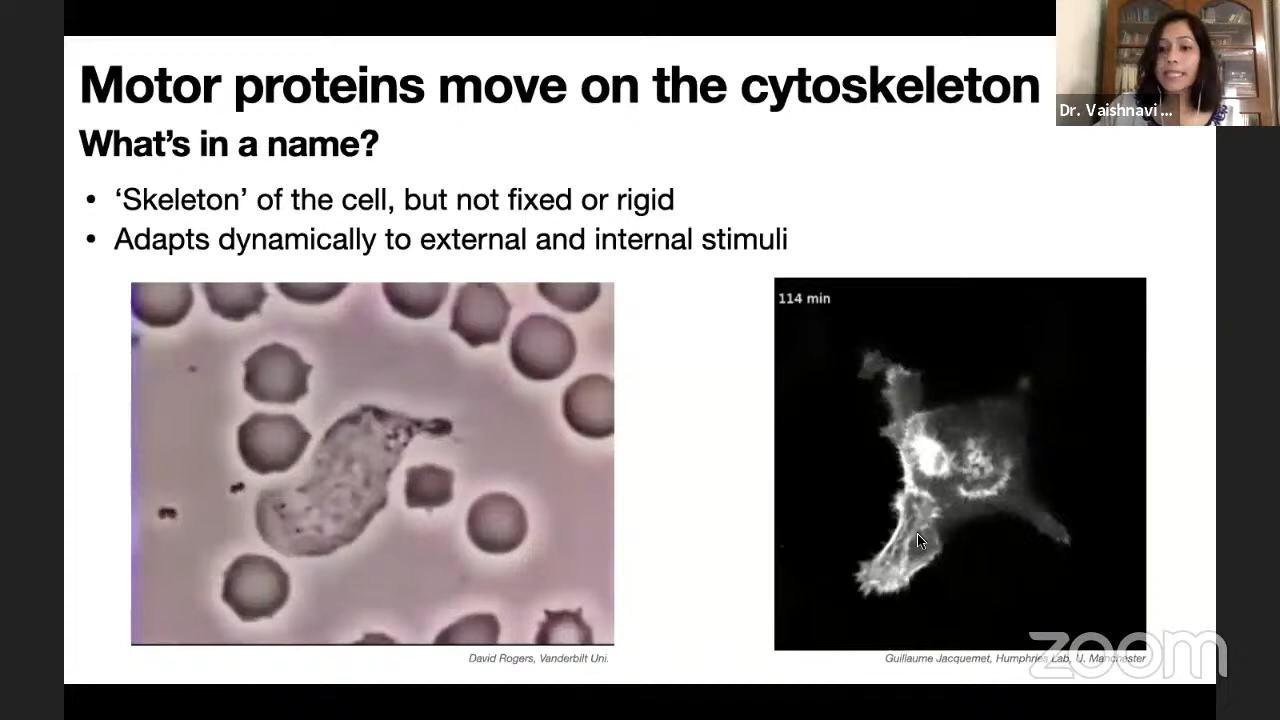 Motor proteins move on the cytoskeleton
What's in a name?
• 'Skeleton' of the cell, but not fixed or rigid
• Adapts dynamically to external and internal stimuli
Dr. Vaishnavi ...
114 min
David Rogers, Vanderbilt Uni.
Guillaume Jacquemet, Humphries Lab, U. Manchester
zoom